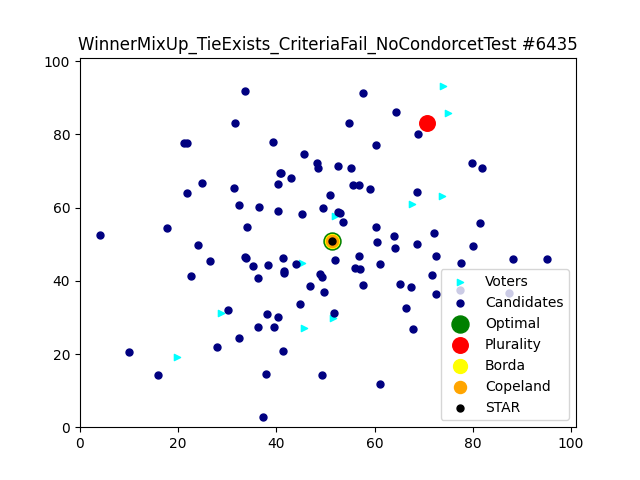 WinnerMixUp_TieExists_CriteriaFail_NoCondorcetTest #6435
100
80
60
40
20
0
0 20 40 60 80 100
Voters
Candidates
Optimal
Plurality
Borda
Copeland
STAR